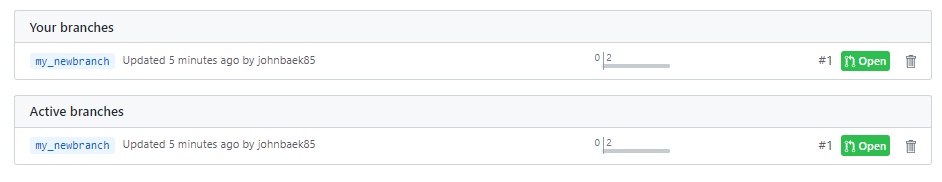 Your branches
my_newbranch Updated 5 minutes ago by johnbaek85 0 2 #1 Open
Active branches
my_newbranch Updated 5 minutes ago by johnbaek85 0 2 #1 Open